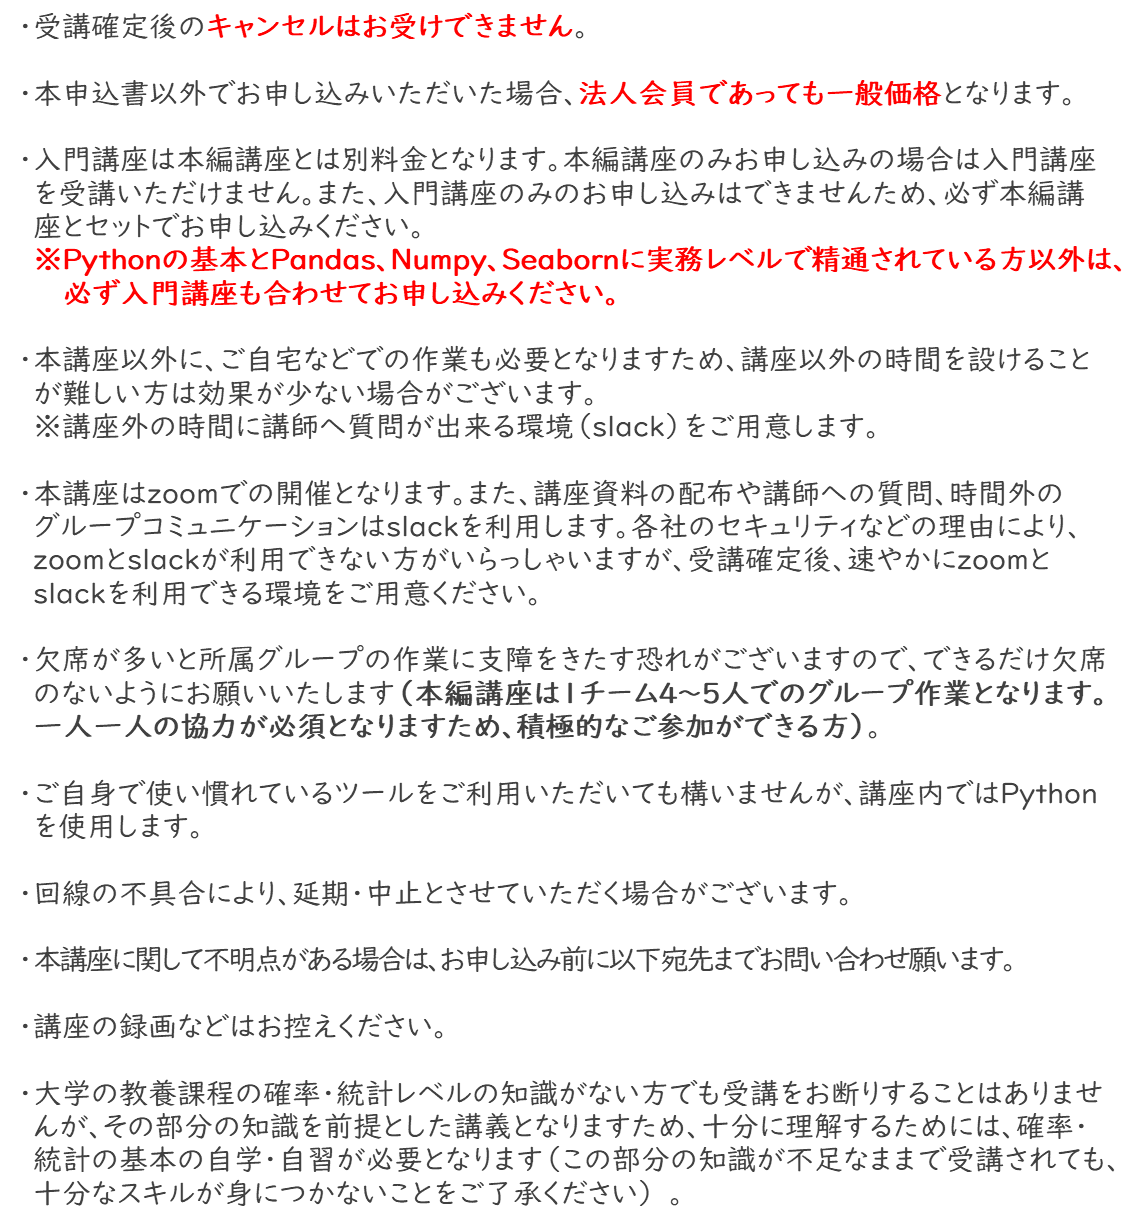 ・受講確定後のキャンセルはお受けできません。
・本申込書以外でお申し込みいただいた場合、法人会員であっても一般価格となります。
・入門講座は本編講座とは別料金となります。本編講座のみお申し込みの場合は入門講座
を受講いただけません。また、入門講座のみのお申し込みはできませんため、必ず本編講
座とセットでお申し込みください。
※Pythonの基本とPandas、Numpy、Seabornに実務レベルで精通されている方以外は、
必ず入門講座も合わせてお申し込みください。
・本講座以外に、ご自宅などでの作業も必要となりますため、講座以外の時間を設けること
が難しい方は効果が少ない場合がございます。
※講座外の時間に講師へ質問が出来る環境（slack）をご用意します。
・本講座はzoomでの開催となります。また、講座資料の配布や講師への質問、時間外の
グループコミュニケーションはslackを利用します。各社のセキュリティなどの理由により、
zoomとslackが利用できない方がいらっしゃいますが、受講確定後、速やかにzoomと
slackを利用できる環境をご用意ください。
・欠席が多いと所属グループの作業に支障をきたす恐れがございますので、できるだけ欠席
のないようにお願いいたします（本編講座は1チーム4～5人でのグループ作業となります。
一人一人の協力が必須となりますため、積極的なご参加ができる方）。
・ご自身で使い慣れているツールをご利用いただいても構いませんが、講座内ではPython
を使用します。
・回線の不具合により、延期・中止とさせていただく場合がございます。
・本講座に関して不明点がある場合は、お申し込み前に以下宛先までお問い合わせ願います。
・講座の録画などはお控えください。
・大学の教養課程の確率・統計レベルの知識がない方でも受講をお断りすることはありませ
んが、その部分の知識を前提とした講義となりますため、十分に理解するためには、確率・
統計の基本の自学・自習が必要となります（この部分の知識が不足なままで受講されても、
十分なスキルが身につかないことをご了承ください）。